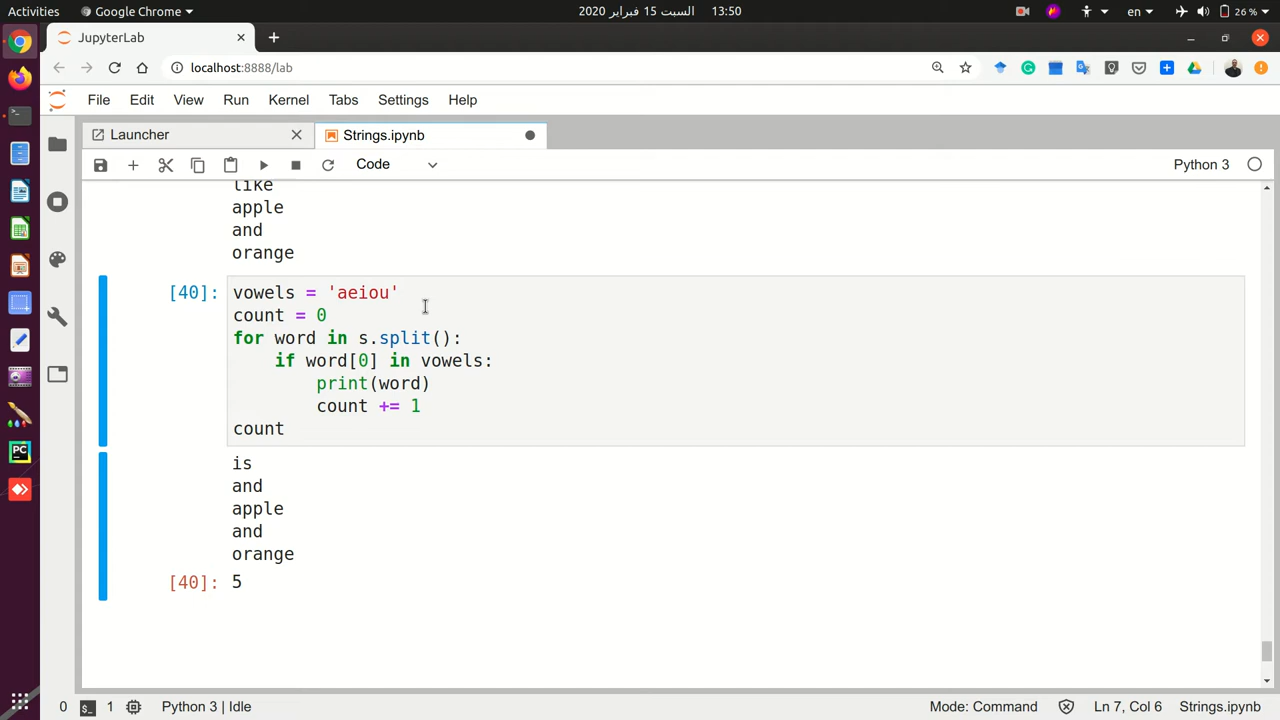 Activities
Google Chrome
السبت 15 فبراير 2020
13:50
en
26 %
JupyterLab
localhost:8888/lab
File Edit View Run Kernel Tabs Settings Help
Launcher
Strings.ipynb
Code
Python 3
like
apple
and
orange
[40]:
vowels = 'aeiou'
count = 0
for word in s.split():
    if word[0] in vowels:
        print(word)
        count += 1
count
is
and
apple
and
orange
[40]: 5
0
1
Python 3 | Idle
Mode: Command
Ln 7, Col 6
Strings.ipynb